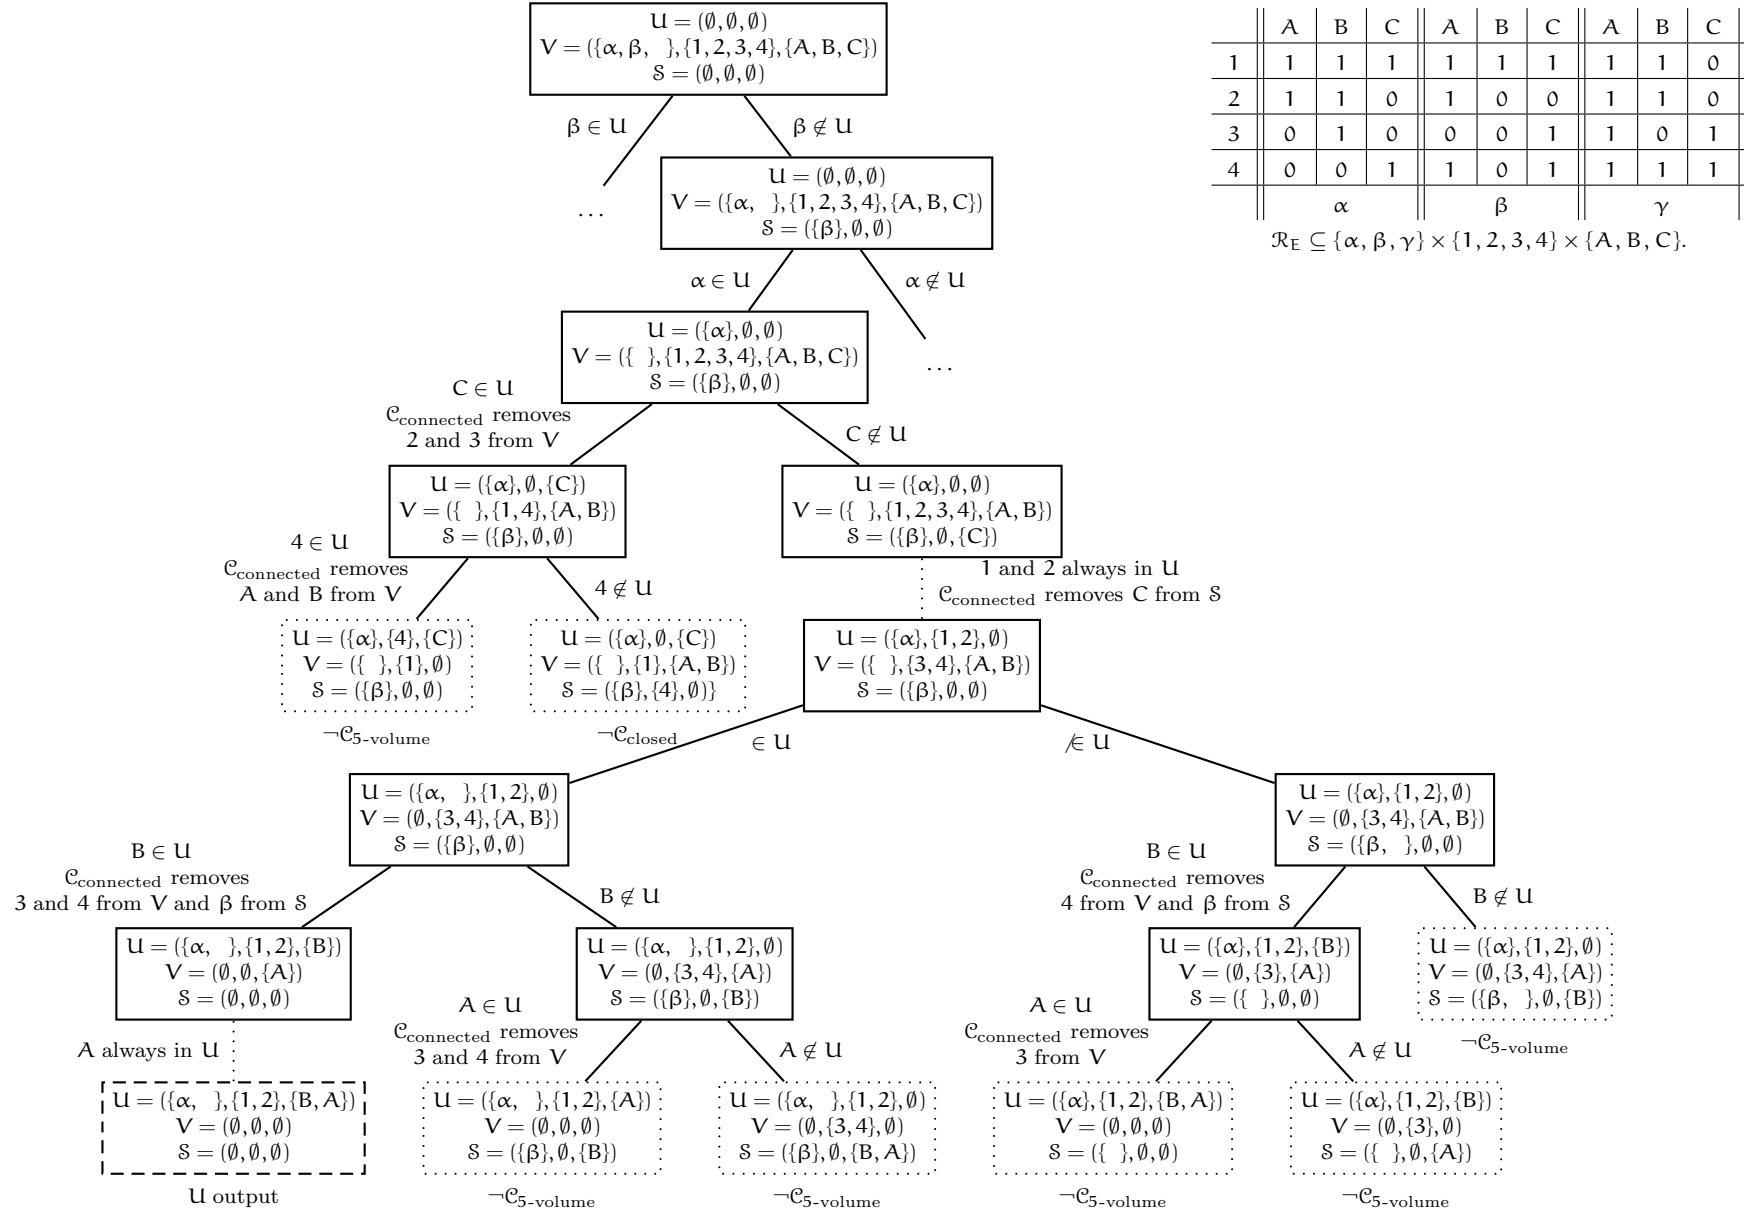 U = (∅, ∅, ∅)
V = ({α, β,   }, {1, 2, 3, 4}, {A, B, C})
S = (∅, ∅, ∅)
A B C A B C A B C
1 1 1 1 1 1 1 1 1 0
2 1 1 0 1 0 0 1 1 0
3 0 1 0 0 0 1 1 0 1
4 0 0 1 1 0 1 1 1 1
α β γ
ℛ_E ⊆ {α, β, γ} × {1, 2, 3, 4} × {A, B, C}.
β ∈ U
β ∉ U
...
U = (∅, ∅, ∅)
V = ({α,   }, {1, 2, 3, 4}, {A, B, C})
S = ({β}, ∅, ∅)
α ∈ U
α ∉ U
...
U = ({α}, ∅, ∅)
V = ({  }, {1, 2, 3, 4}, {A, B, C})
S = ({β}, ∅, ∅)
C ∈ U
𝒞_connected removes
2 and 3 from V
C ∉ U
U = ({α}, ∅, {C})
V = ({  }, {1, 4}, {A, B})
S = ({β}, ∅, ∅)
U = ({α}, ∅, ∅)
V = ({  }, {1, 2, 3, 4}, {A, B})
S = ({β}, ∅, {C})
4 ∈ U
𝒞_connected removes
A and B from V
4 ∉ U
1 and 2 always in U
𝒞_connected removes C from S
U = ({α}, {4}, {C})
V = ({  }, {1}, ∅)
S = ({β}, ∅, ∅)
¬𝒞_5-volume
U = ({α}, ∅, {C})
V = ({  }, {1}, {A, B})
S = ({β}, {4}, ∅)}
¬𝒞_closed
U = ({α}, {1, 2}, ∅)
V = ({  }, {3, 4}, {A, B})
S = ({β}, ∅, ∅)
∈ U
∉ U
U = ({α,   }, {1, 2}, ∅)
V = (∅, {3, 4}, {A, B})
S = ({β}, ∅, ∅)
U = ({α}, {1, 2}, ∅)
V = (∅, {3, 4}, {A, B})
S = ({β,   }, ∅, ∅)
B ∈ U
𝒞_connected removes
3 and 4 from V and β from S
B ∉ U
B ∈ U
𝒞_connected removes
4 from V and β from S
B ∉ U
U = ({α,   }, {1, 2}, {B})
V = (∅, ∅, {A})
S = (∅, ∅, ∅)
U = ({α,   }, {1, 2}, ∅)
V = (∅, {3, 4}, {A})
S = ({β}, ∅, {B})
U = ({α}, {1, 2}, {B})
V = (∅, {3}, {A})
S = ({  }, ∅, ∅)
U = ({α}, {1, 2}, ∅)
V = (∅, {3, 4}, {A})
S = ({β,   }, ∅, {B})
¬𝒞_5-volume
A always in U
A ∈ U
𝒞_connected removes
3 and 4 from V
A ∉ U
A ∈ U
𝒞_connected removes
3 from V
A ∉ U
U = ({α,   }, {1, 2}, {B, A})
V = (∅, ∅, ∅)
S = (∅, ∅, ∅)
U output
U = ({α,   }, {1, 2}, {A})
V = (∅, ∅, ∅)
S = ({β}, ∅, {B})
¬𝒞_5-volume
U = ({α,   }, {1, 2}, ∅)
V = (∅, {3, 4}, ∅)
S = ({β}, ∅, {B, A})
¬𝒞_5-volume
U = ({α}, {1, 2}, {B, A})
V = (∅, ∅, ∅)
S = ({  }, ∅, ∅)
¬𝒞_5-volume
U = ({α}, {1, 2}, {B})
V = (∅, {3}, ∅)
S = ({  }, ∅, {A})
¬𝒞_5-volume